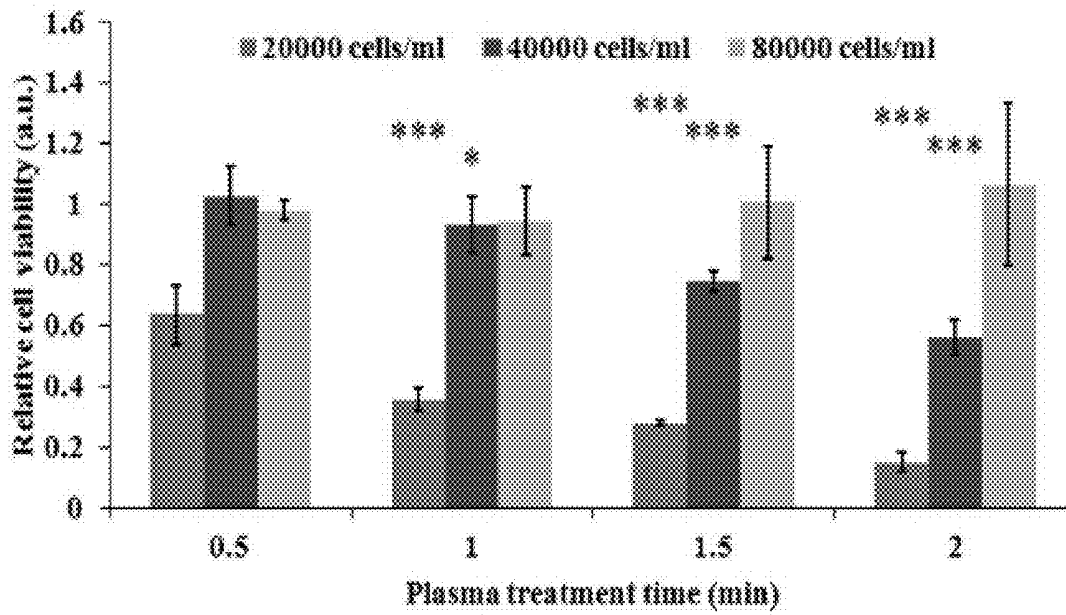 Relative cell viability (a.u.)
1.6
1.4
1.2
1
0.8
0.6
0.4
0.2
0
20000 cells/ml 40000 cells/ml 80000 cells/ml
*** * *** *** *** ***
0.5 1 1.5 2
Plasma treatment time (min)